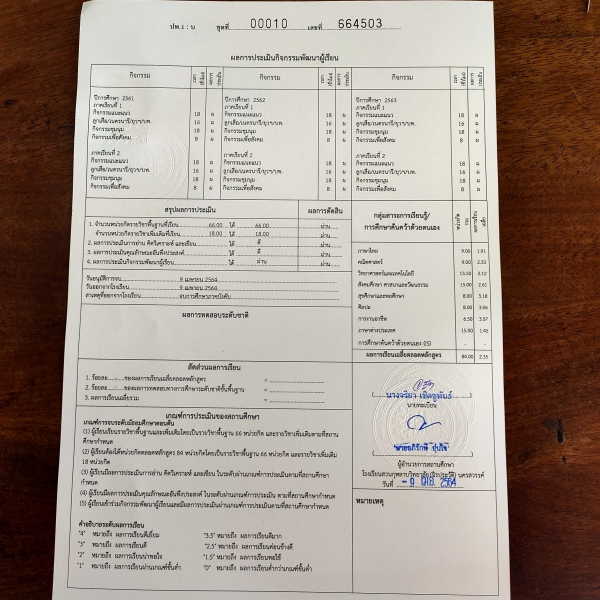 ปพ.1 : บ ชุดที่ 00010 เลขที่ 664503
ผลการประเมินกิจกรรมพัฒนาผู้เรียน
กิจกรรม เวลา (ชั่วโมง) ผลการประเมิน กิจกรรม เวลา (ชั่วโมง) ผลการประเมิน กิจกรรม เวลา (ชั่วโมง) ผลการประเมิน
ปีการศึกษา 2561 ปีการศึกษา 2562 ปีการศึกษา 2563
ภาคเรียนที่ 1 ภาคเรียนที่ 1 ภาคเรียนที่ 1
กิจกรรมแนะแนว 18 ผ กิจกรรมแนะแนว 18 ผ กิจกรรมแนะแนว 18 ผ
ลูกเสือ/เนตรนารี/ยุวฯ/บพ. 16 ผ ลูกเสือ/เนตรนารี/ยุวฯ/บพ. 16 ผ ลูกเสือ/เนตรนารี/ยุวฯ/บพ. 16 ผ
กิจกรรมชุมนุม 18 ผ กิจกรรมชุมนุม 18 ผ กิจกรรมชุมนุม 18 ผ
กิจกรรมเพื่อสังคม 8 ผ กิจกรรมเพื่อสังคม 8 ผ กิจกรรมเพื่อสังคม 8 ผ
ภาคเรียนที่ 2 ภาคเรียนที่ 2 ภาคเรียนที่ 2
กิจกรรมแนะแนว 18 ผ กิจกรรมแนะแนว 18 ผ กิจกรรมแนะแนว 18 ผ
ลูกเสือ/เนตรนารี/ยุวฯ/บพ. 16 ผ ลูกเสือ/เนตรนารี/ยุวฯ/บพ. 16 ผ ลูกเสือ/เนตรนารี/ยุวฯ/บพ. 16 ผ
กิจกรรมชุมนุม 18 ผ กิจกรรมชุมนุม 18 ผ กิจกรรมชุมนุม 18 ผ
กิจกรรมเพื่อสังคม 8 ผ กิจกรรมเพื่อสังคม 8 ผ กิจกรรมเพื่อสังคม 8 ผ
สรุปผลการประเมิน ผลการตัดสิน
1. จำนวนหน่วยกิตรายวิชาพื้นฐานที่เรียน 66.00 ได้ 66.00 ผ่าน
จำนวนหน่วยกิตรายวิชาเพิ่มเติมที่เรียน 18.00 ได้ 18.00 ผ่าน
2. ผลการประเมินการอ่าน คิดวิเคราะห์ และเขียน ได้ ดี ผ่าน
3. ผลการประเมินคุณลักษณะอันพึงประสงค์ ได้ ดี ผ่าน
4. ผลการประเมินกิจกรรมพัฒนาผู้เรียน ได้ ผ่าน ผ่าน
วันอนุมัติการจบ 9 เมษายน 2564
วันออกจากโรงเรียน 9 เมษายน 2564
สาเหตุที่ออกจากโรงเรียน จบการศึกษาภาคบังคับ
ผลการทดสอบระดับชาติ
สัดส่วนผลการเรียน
1. ร้อยละ ของผลการเรียนเฉลี่ยตลอดหลักสูตร =
2. ร้อยละ ของผลทดสอบทางการศึกษาระดับชาติขั้นพื้นฐาน =
3. ผลการเรียนเฉลี่ยรวม =
กลุ่มสาระการเรียนรู้/
การศึกษาค้นคว้าด้วยตนเอง
หน่วยกิตรวม ผลการเรียนเฉลี่ย
ภาษาไทย 9.00 1.91
คณิตศาสตร์ 9.00 2.33
วิทยาศาสตร์และเทคโนโลยี 13.50 2.12
สังคมศึกษา ศาสนาและวัฒนธรรม 15.00 2.61
สุขศึกษาและพลศึกษา 8.00 3.18
ศิลปะ 8.00 3.06
การงานอาชีพ 6.50 3.07
ภาษาต่างประเทศ 15.00 1.45
การศึกษาค้นคว้าด้วยตนเอง (IS) - -
ผลการเรียนเฉลี่ยตลอดหลักสูตร 84.00 2.35
นายทะเบียน
ผู้อำนวยการสถานศึกษา
โรงเรียนสวนกุหลาบวิทยาลัย(จิรประวัติ) นครสวรรค์
วันที่ - 9 เม.ย. 2564
หมายเหตุ
เกณฑ์การประเมินของสถานศึกษา
เกณฑ์การจบระดับมัธยมศึกษาตอนต้น
(1) ผู้เรียนเรียนรายวิชาพื้นฐานและเพิ่มเติมโดยเป็นรายวิชาพื้นฐาน 66 หน่วยกิต และรายวิชาเพิ่มเติมตามที่สถานศึกษากำหนด
(2) ผู้เรียนต้องได้หน่วยกิตตลอดหลักสูตร 84 หน่วยกิตโดยเป็นรายวิชาพื้นฐาน 66 หน่วยกิต และรายวิชาเพิ่มเติม
18 หน่วยกิต
(3) ผู้เรียนมีผลการประเมินการอ่าน คิดวิเคราะห์ และเขียน ในระดับผ่านเกณฑ์การประเมินตามที่สถานศึกษา
กำหนด
(4) ผู้เรียนมีผลการประเมินคุณลักษณะอันพึงประสงค์ ในระดับผ่านเกณฑ์การประเมิน ตามที่สถานศึกษากำหนด
(5) ผู้เรียนเข้าร่วมกิจกรรมพัฒนาผู้เรียนและมีผลการประเมินผ่านเกณฑ์การประเมิน ตามที่สถานศึกษากำหนด
คำอธิบายระดับผลการเรียน
"4" หมายถึง ผลการเรียนดีเยี่ยม "3.5" หมายถึง ผลการเรียนดีมาก
"3" หมายถึง ผลการเรียนดี "2.5" หมายถึง ผลการเรียนค่อนข้างดี
"2" หมายถึง ผลการเรียนน่าพอใจ "1.5" หมายถึง ผลการเรียนพอใช้
"1" หมายถึง ผลการเรียนผ่านเกณฑ์ขั้นต่ำ "0" หมายถึง ผลการเรียนต่ำกว่าเกณฑ์ขั้นต่ำ